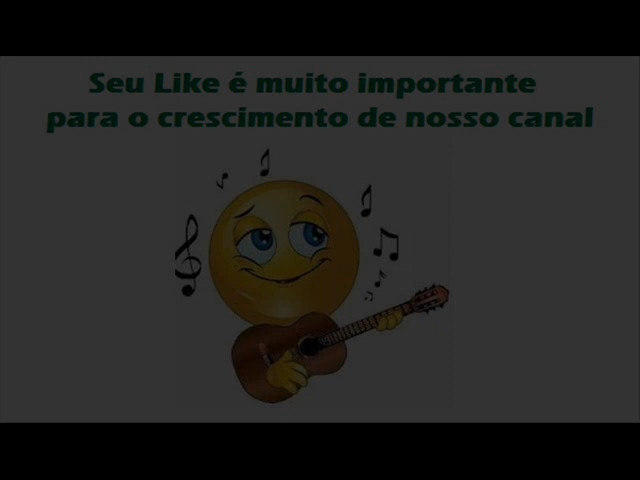 Seu Like é muito importante
para o crescimento de nosso canal